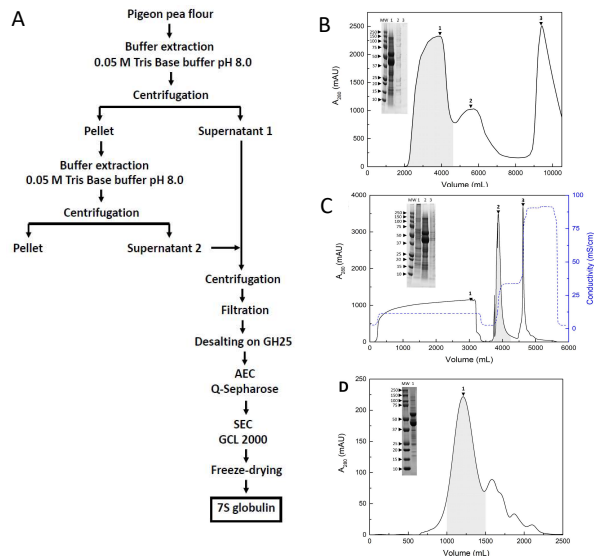 A
Pigeon pea flour
Buffer extraction
0.05 M Tris Base buffer pH 8.0
Centrifugation
Pellet Supernatant 1
Buffer extraction
0.05 M Tris Base buffer pH 8.0
Centrifugation
Pellet Supernatant 2
Centrifugation
Filtration
Desalting on GH25
AEC
Q-Sepharose
SEC
GCL 2000
Freeze-drying
7S globulin
B
MW 1 2 3
250
150
100
75
50
37
25
20
15
10
1
2
3
2500
2000
1500
1000
500
0
A280 (mAU)
0 2000 4000 6000 8000 10000
Volume (mL)
C
MW 1 2 3
250
150
100
75
50
37
25
20
15
10
1
2
3
4000
3000
2000
1000
0
A280 (mAU)
100
75
50
25
0
Conductivity (mS/cm)
0 1000 2000 3000 4000 5000 6000
Volume (mL)
D
MW 1
250
150
100
75
50
37
25
20
15
10
1
250
200
150
100
50
0
A280 (mAU)
0 500 1000 1500 2000 2500
Volume (mL)